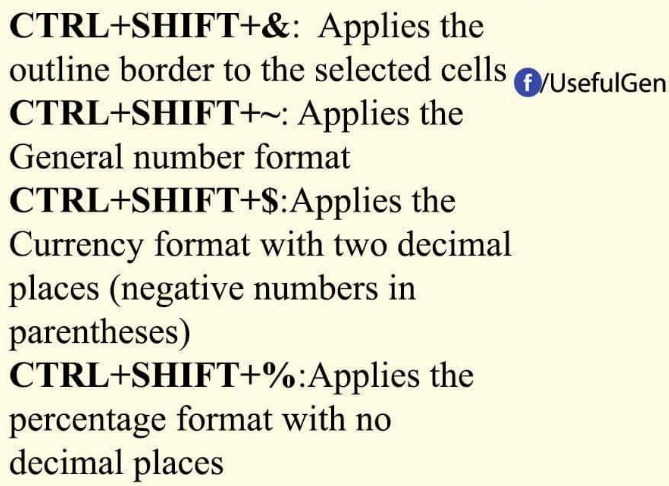 CTRL+SHIFT+&: Applies the
outline border to the selected cells
f/UsefulGen
CTRL+SHIFT+~: Applies the
General number format
CTRL+SHIFT+$:Applies the
Currency format with two decimal
places (negative numbers in
parentheses)
CTRL+SHIFT+%:Applies the
percentage format with no
decimal places